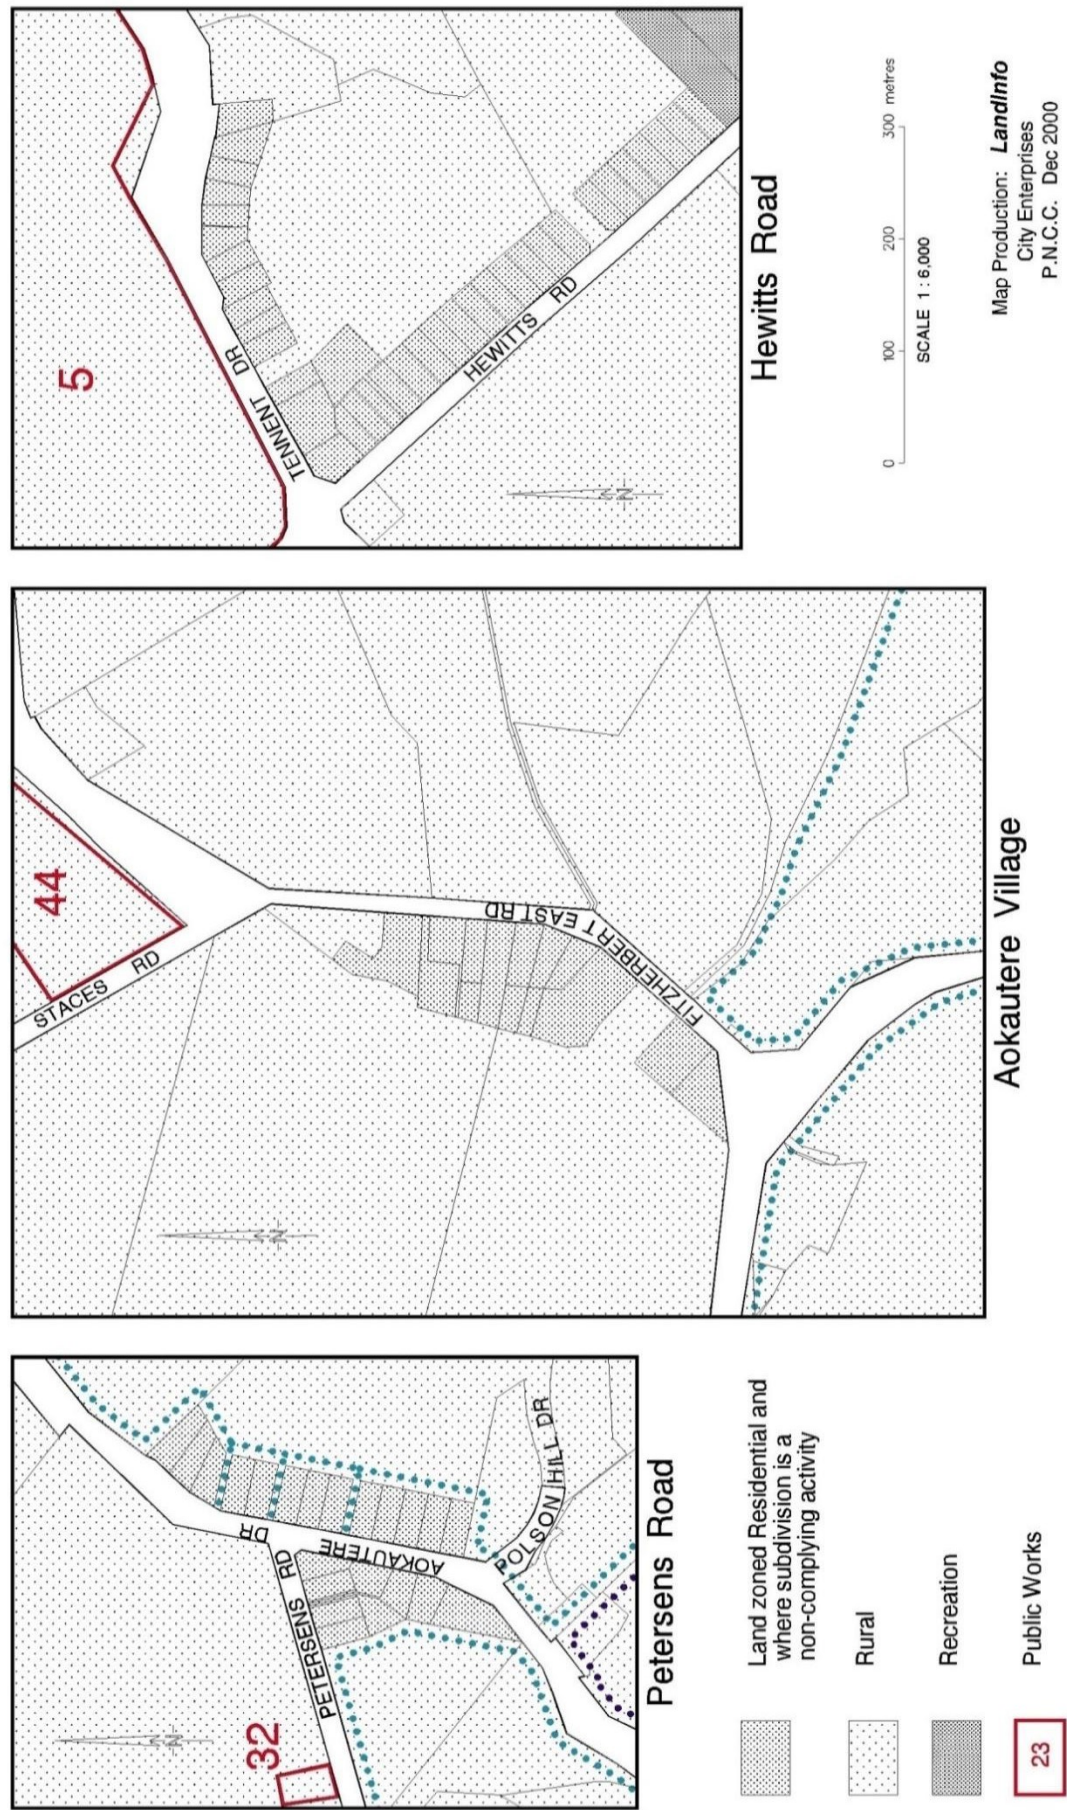 32
PETERSENS RD
AOKAUTERE DR
POLSON HILL DR
N
Petersens Road
44
STACES RD
FITZHERBERT EAST RD
N
Aokautere Village
5
TENNENT DR
HEWITTS RD
N
Hewitts Road
Land zoned Residential and
where subdivision is a
non-complying activity
Rural
Recreation
23
Public Works
0 100 200 300 metres
SCALE 1 : 6,000
Map Production: LandInfo
City Enterprises
P.N.C.C. Dec 2000